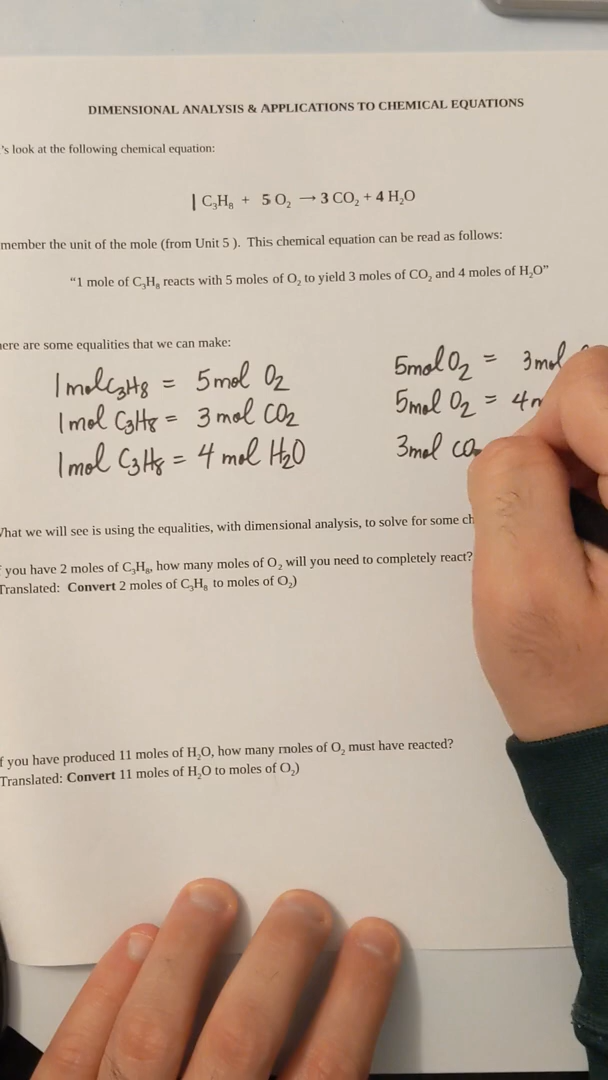 DIMENSIONAL ANALYSIS & APPLICATIONS TO CHEMICAL EQUATIONS
's look at the following chemical equation:
1 C₃H₈ + 5 O₂ → 3 CO₂ + 4 H₂O
member the unit of the mole (from Unit 5 ). This chemical equation can be read as follows:
"1 mole of C₃H₈ reacts with 5 moles of O₂ to yield 3 moles of CO₂ and 4 moles of H₂O"
ere are some equalities that we can make:
1 mol C₃H₈ = 5 mol O₂
1 mol C₃H₈ = 3 mol CO₂
1 mol C₃H₈ = 4 mol H₂O
5 mol O₂ = 3 mol
5 mol O₂ = 4
3 mol CO₂
What we will see is using the equalities, with dimensional analysis, to solve for some
you have 2 moles of C₃H₈, how many moles of O₂ will you need to completely react?
Translated: Convert 2 moles of C₃H₈ to moles of O₂)
f you have produced 11 moles of H₂O, how many moles of O₂ must have reacted?
Translated: Convert 11 moles of H₂O to moles of O₂)